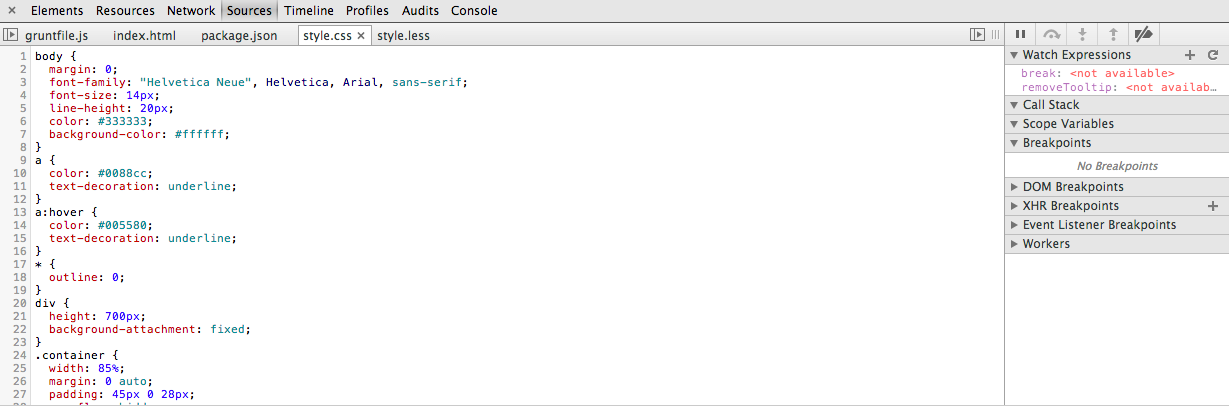 × Elements Resources Network Sources Timeline Profiles Audits Console
gruntfile.js index.html package.json style.css × style.less
1 body {
2 margin: 0;
3 font-family: "Helvetica Neue", Helvetica, Arial, sans-serif;
4 font-size: 14px;
5 line-height: 20px;
6 color: #333333;
7 background-color: #ffffff;
8 }
9 a {
10 color: #0088cc;
11 text-decoration: underline;
12 }
13 a:hover {
14 color: #005580;
15 text-decoration: underline;
16 }
17 * {
18 outline: 0;
19 }
20 div {
21 height: 700px;
22 background-attachment: fixed;
23 }
24 .container {
25 width: 85%;
26 margin: 0 auto;
27 padding: 45px 0 28px;
Watch Expressions +
break: <not available>
removeTooltip: <not availab…
Call Stack
Scope Variables
Breakpoints
No Breakpoints
DOM Breakpoints
XHR Breakpoints +
Event Listener Breakpoints
Workers